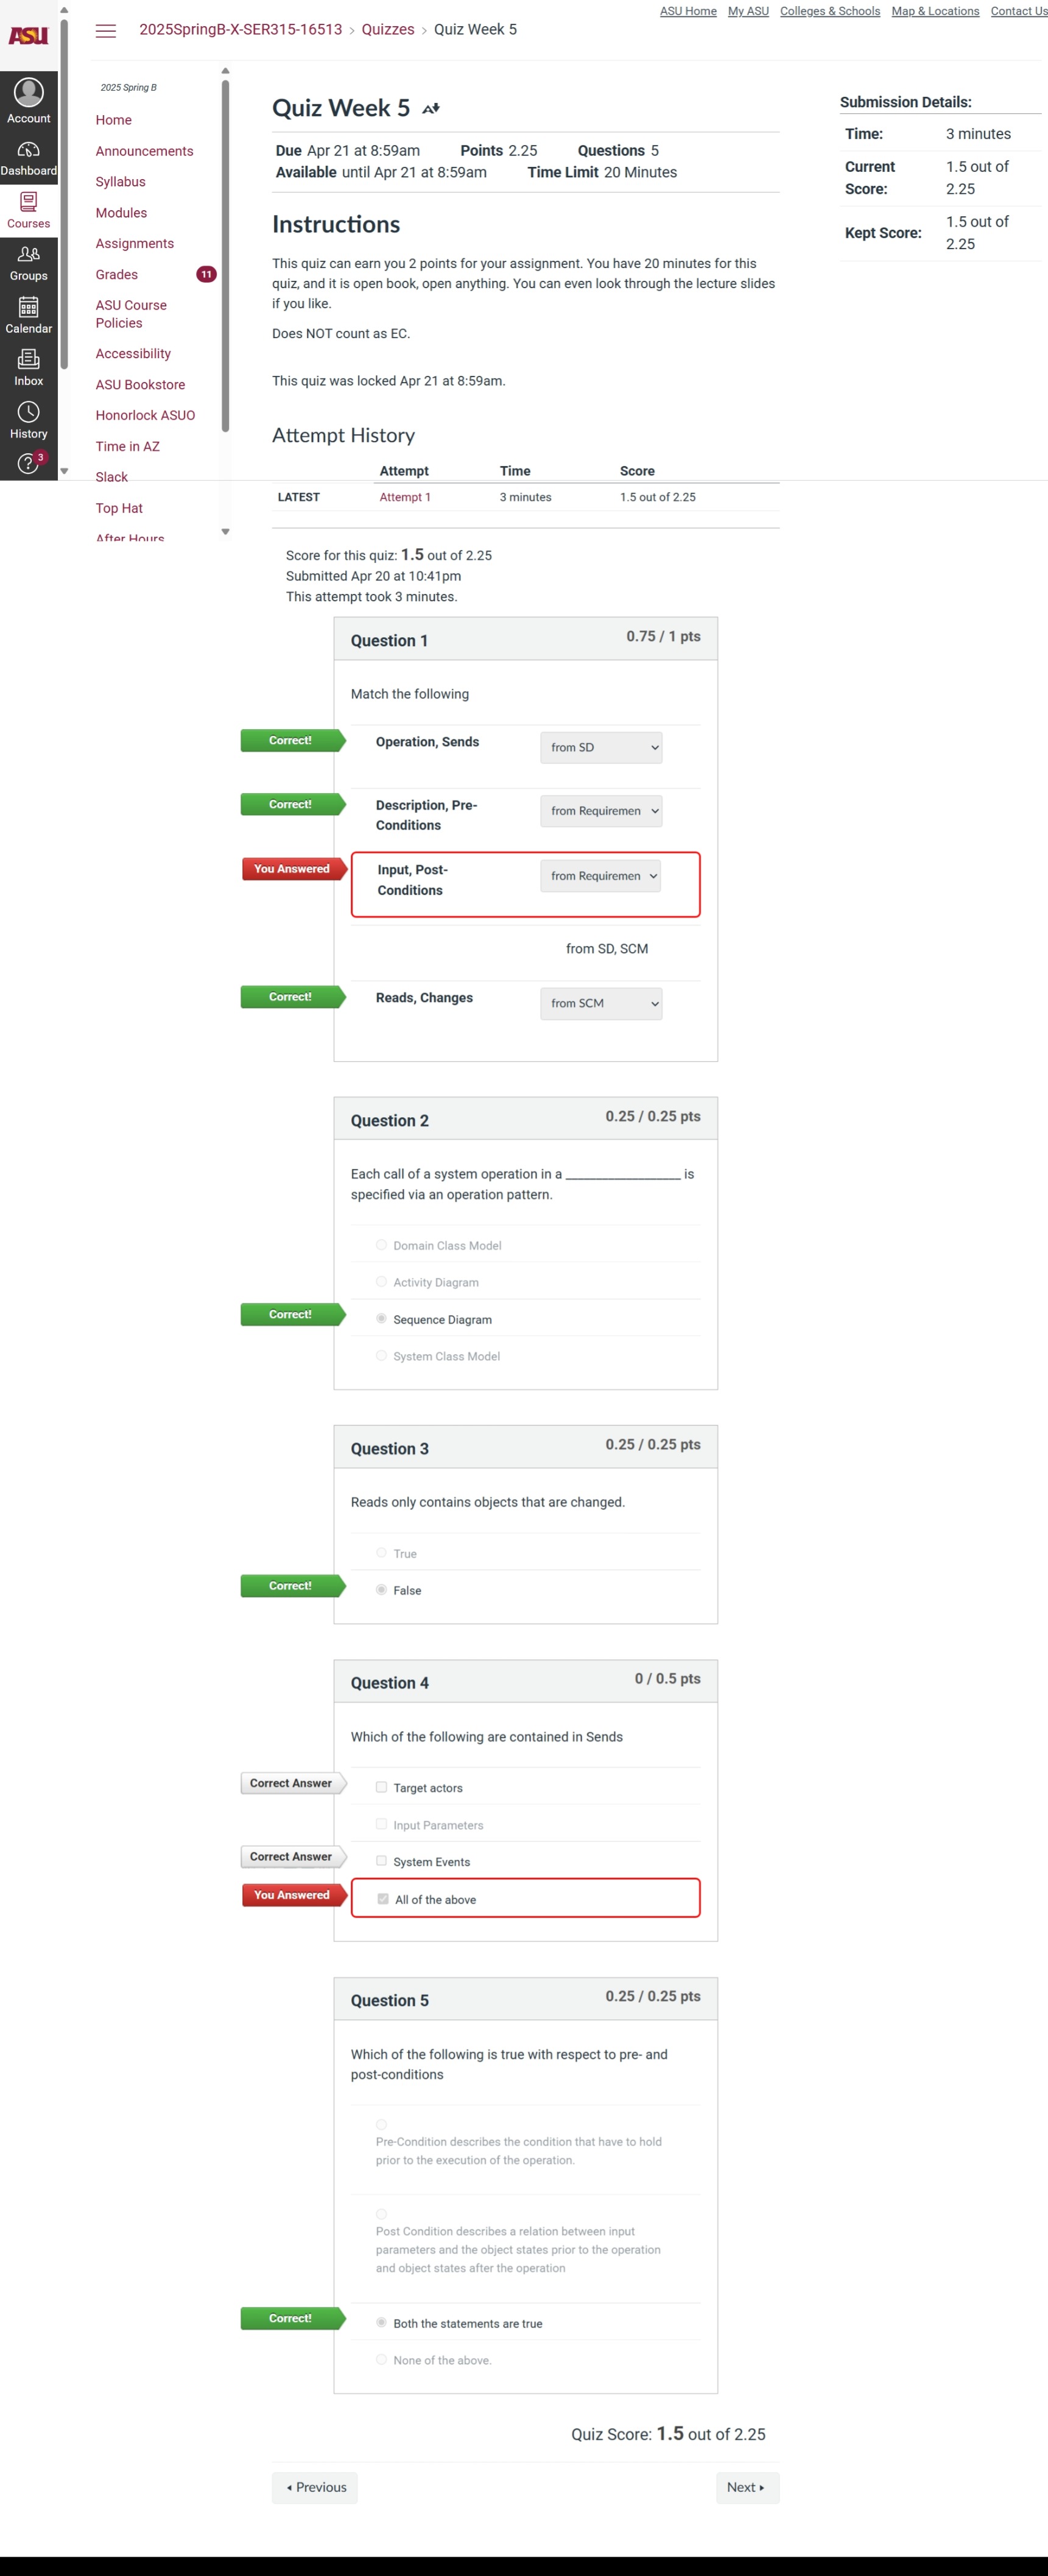 ASU Home My ASU Colleges & Schools Map & Locations Contact Us
ASU
2025SpringB-X-SER315-16513 > Quizzes > Quiz Week 5
Account
Dashboard
Courses
Groups
Calendar
Inbox
History
3
2025 Spring B
Home
Announcements
Syllabus
Modules
Assignments
Grades 11
ASU Course
Policies
Accessibility
ASU Bookstore
Honorlock ASUO
Time in AZ
Slack
Top Hat
After Hours
Quiz Week 5
Due Apr 21 at 8:59am Points 2.25 Questions 5
Available until Apr 21 at 8:59am Time Limit 20 Minutes
Instructions
This quiz can earn you 2 points for your assignment. You have 20 minutes for this
quiz, and it is open book, open anything. You can even look through the lecture slides
if you like.
Does NOT count as EC.
This quiz was locked Apr 21 at 8:59am.
Submission Details:
Time: 3 minutes
Current Score: 1.5 out of 2.25
Kept Score: 1.5 out of 2.25
Attempt History
Attempt Time Score
LATEST Attempt 1 3 minutes 1.5 out of 2.25
Score for this quiz: 1.5 out of 2.25
Submitted Apr 20 at 10:41pm
This attempt took 3 minutes.
Question 1 0.75 / 1 pts
Match the following
Correct! Operation, Sends from SD
Correct! Description, Pre-Conditions from Requiremen
You Answered Input, Post-Conditions from Requiremen
from SD, SCM
Correct! Reads, Changes from SCM
Question 2 0.25 / 0.25 pts
Each call of a system operation in a ___________________ is
specified via an operation pattern.
Domain Class Model
Activity Diagram
Correct! Sequence Diagram
System Class Model
Question 3 0.25 / 0.25 pts
Reads only contains objects that are changed.
True
Correct! False
Question 4 0 / 0.5 pts
Which of the following are contained in Sends
Correct Answer Target actors
Input Parameters
Correct Answer System Events
You Answered All of the above
Question 5 0.25 / 0.25 pts
Which of the following is true with respect to pre- and
post-conditions
Pre-Condition describes the condition that have to hold
prior to the execution of the operation.
Post Condition describes a relation between input
parameters and the object states prior to the operation
and object states after the operation
Correct! Both the statements are true
None of the above.
Quiz Score: 1.5 out of 2.25
Previous Next